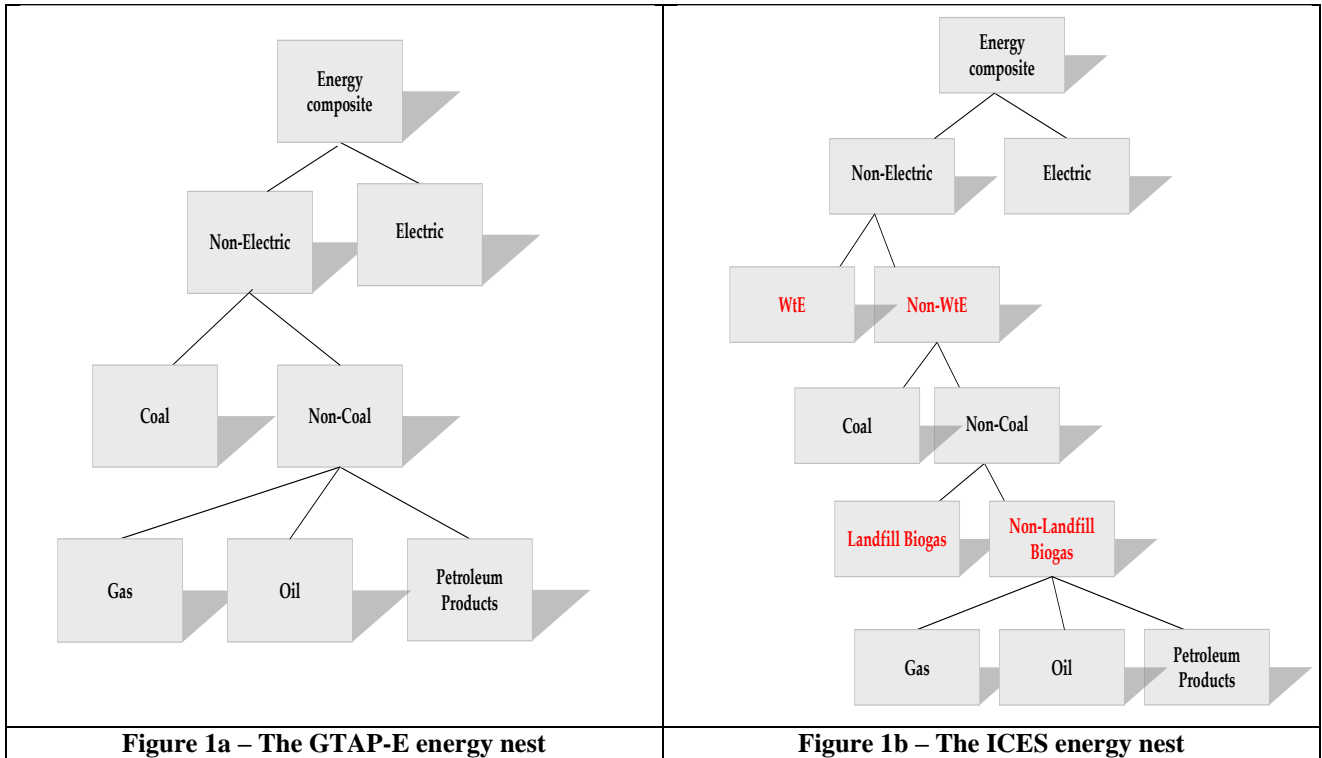 Energy
composite
Non-Electric
Electric
Coal
Non-Coal
Gas
Oil
Petroleum
Products
Figure 1a – The GTAP-E energy nest
Energy
composite
Non-Electric
Electric
WtE
Non-WtE
Coal
Non-Coal
Landfill Biogas
Non-Landfill
Biogas
Gas
Oil
Petroleum
Products
Figure 1b – The ICES energy nest